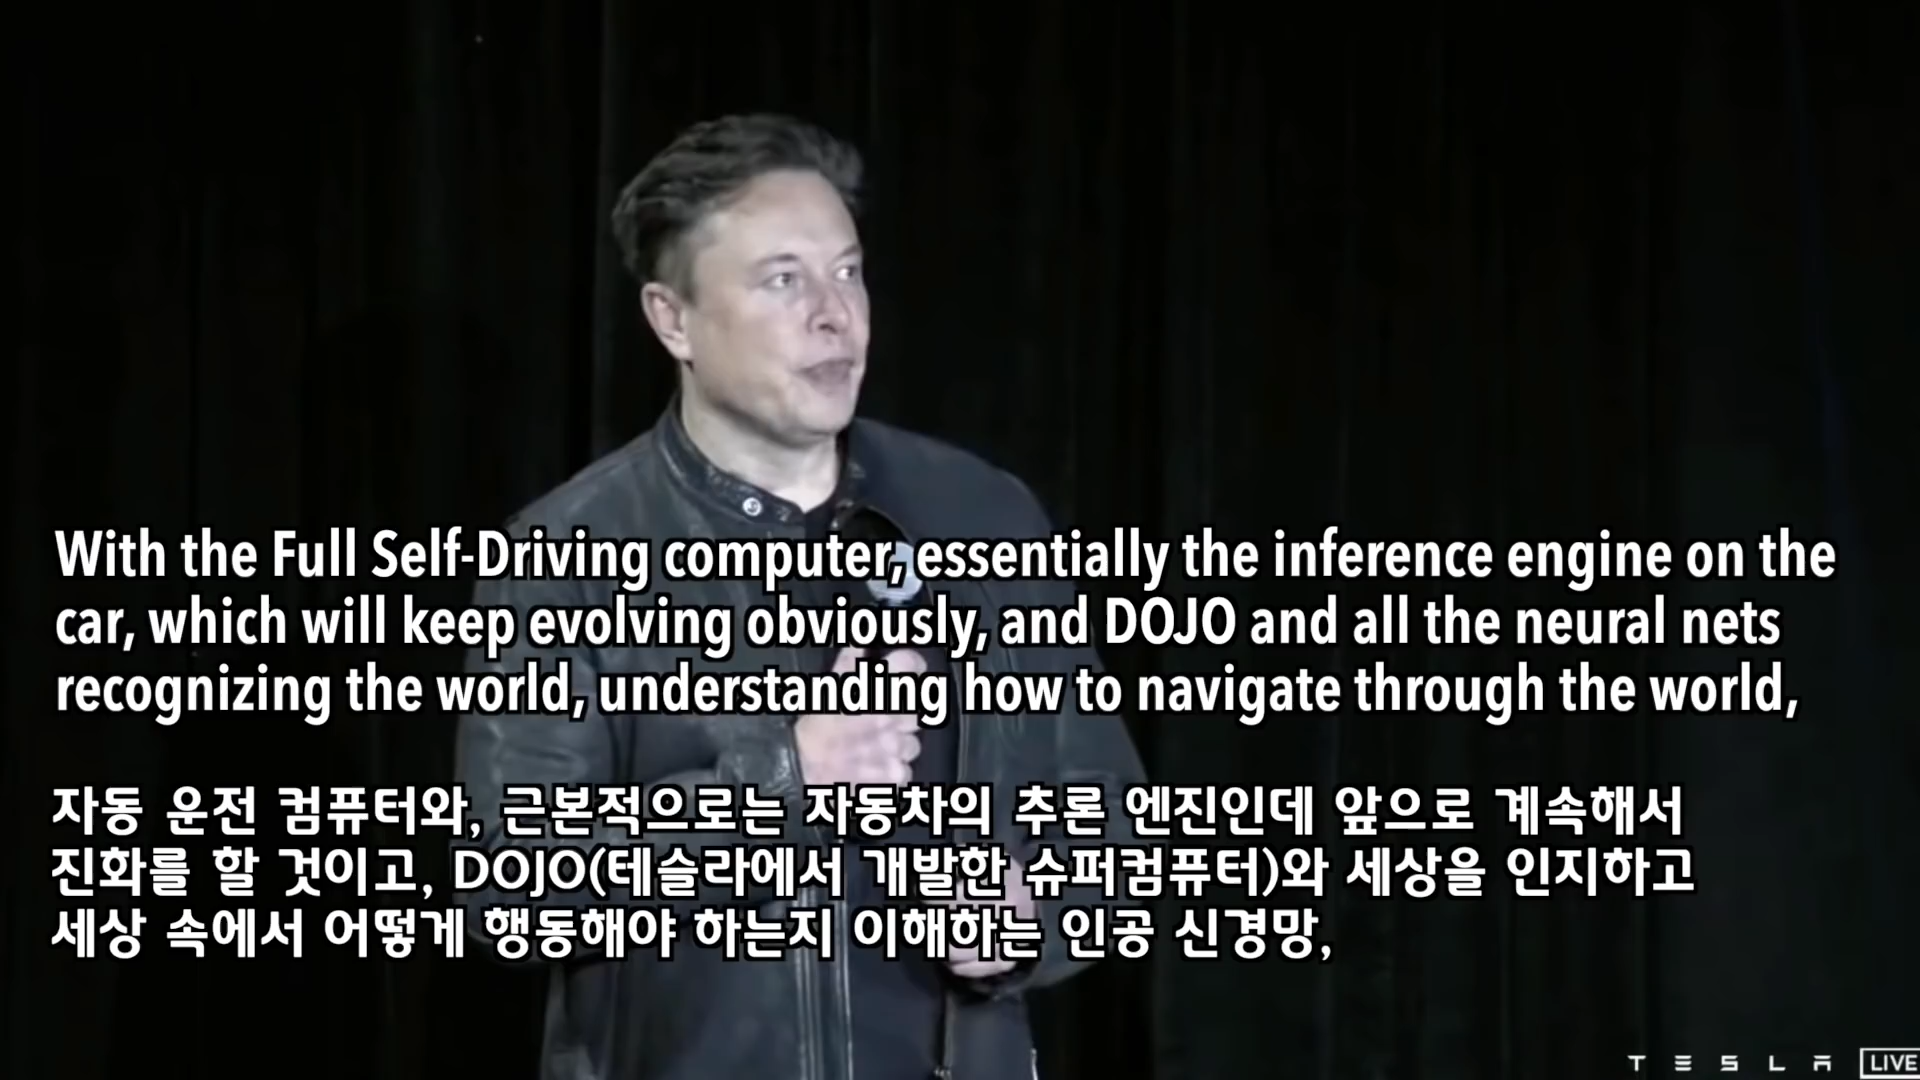 With the Full Self-Driving computer, essentially the inference engine on the
car, which will keep evolving obviously, and DOJO and all the neural nets
recognizing the world, understanding how to navigate through the world,
자동 운전 컴퓨터와, 근본적으로는 자동차의 추론 엔진인데 앞으로 계속해서
진화를 할 것이고, DOJO(테슬라에서 개발한 슈퍼컴퓨터)와 세상을 인지하고
세상 속에서 어떻게 행동해야 하는지 이해하는 인공 신경망,
TESLA LIVE